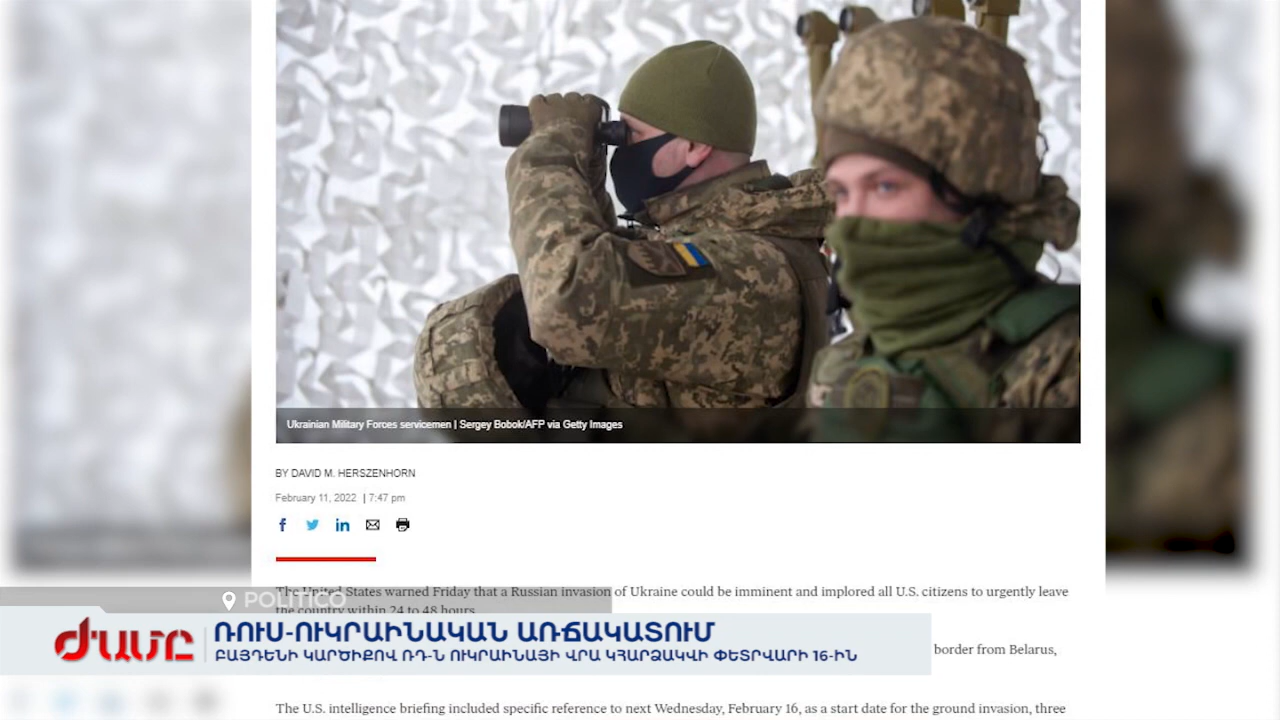 Ukrainian Military Forces servicemen | Sergey Bobok/AFP via Getty Images
BY DAVID M. HERSZENHORN
February 11, 2022 | 7:47 pm
The United States warned Friday that a Russian invasion of Ukraine could be imminent and implored all U.S. citizens to urgently leave
the country within 24 to 48 hours.
POLITICO
ԺԱՄԸ
ՌՈՒՍ-ՈՒԿՐԱԻՆԱԿԱՆ ԱՌՃԱԿԱՏՈՒՄ
ԲԱՅԴԵՆԻ ԿԱՐԾԻՔՈՎ ՌԴ-Ն ՈՒԿՐԱԻՆԱՅԻ ՎՐԱ ԿՀԱՐՁԱԿՎԻ ՓԵՏՐՎԱՐԻ 16-ԻՆ
border from Belarus,
The U.S. intelligence briefing included specific reference to next Wednesday, February 16, as a start date for the ground invasion, three